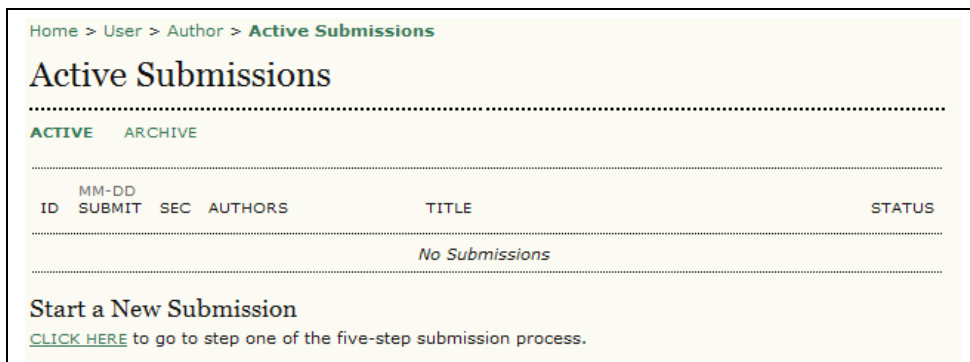 Home > User > Author > Active Submissions
Active Submissions
ACTIVE ARCHIVE
MM-DD
ID SUBMIT SEC AUTHORS TITLE STATUS
No Submissions
Start a New Submission
CLICK HERE to go to step one of the five-step submission process.